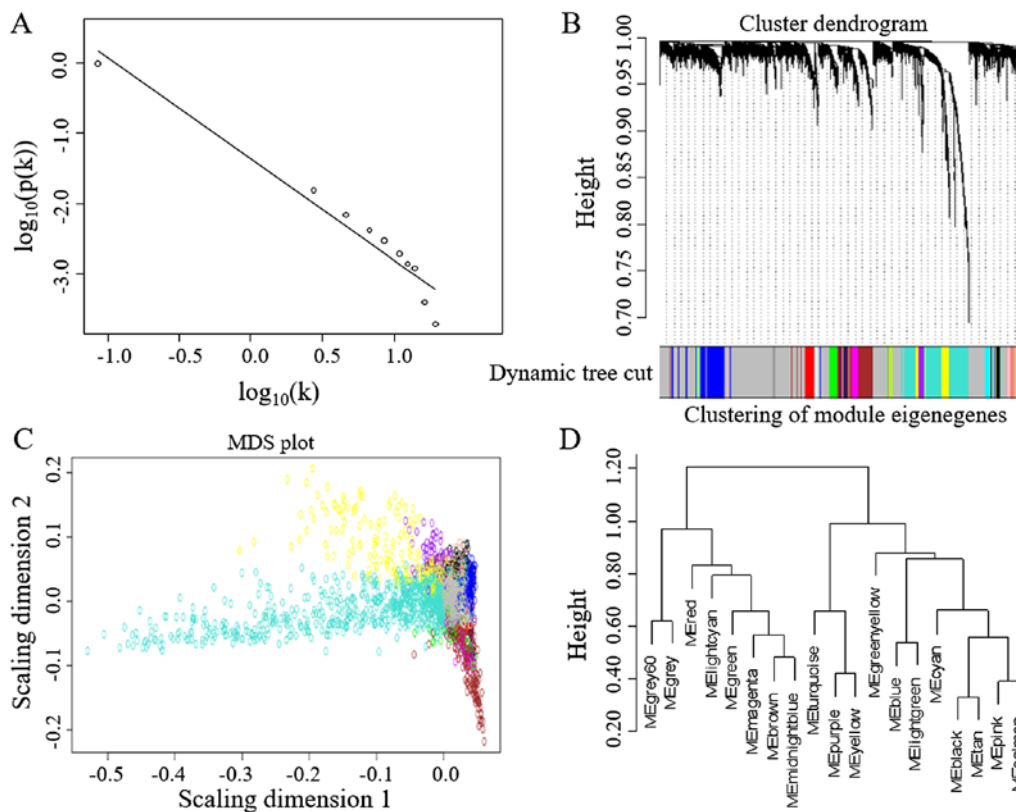 A
log10(p(k))
0.0
-1.0
-2.0
-3.0
-1.0
-0.5
0.0
0.5
1.0
log10(k)
B
Cluster dendrogram
Height
1.00
0.95
0.90
0.85
0.80
0.75
0.70
Dynamic tree cut
Clustering of module eigenegenes
C
MDS plot
Scaling dimension 2
0.2
0.1
0.0
-0.1
-0.2
-0.5
-0.4
-0.3
-0.2
-0.1
0.0
Scaling dimension 1
D
Height
1.20
1.00
0.80
0.60
0.40
0.20
MEgrey60
MEgrey
MEred
MElightcyan
MEgreen
MEmagenta
MEbrown
MEmidnightblue
MEturquoise
MEpurple
MEyellow
MEgreenyellow
MEblue
MElightgreen
MEcyan
MEblack
MEtan
MEpink